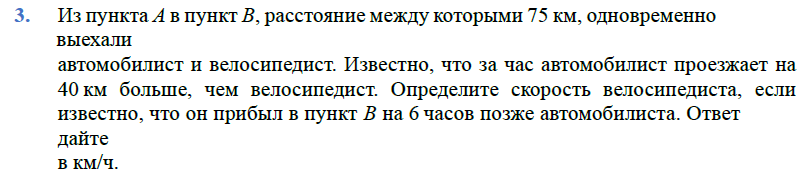 3. Из пункта A в пункт B, расстояние между которыми 75 км, одновременно
выехали
автомобилист и велосипедист. Известно, что за час автомобилист проезжает на
40 км больше, чем велосипедист. Определите скорость велосипедиста, если
известно, что он прибыл в пункт B на 6 часов позже автомобилиста. Ответ
дайте
в км/ч.